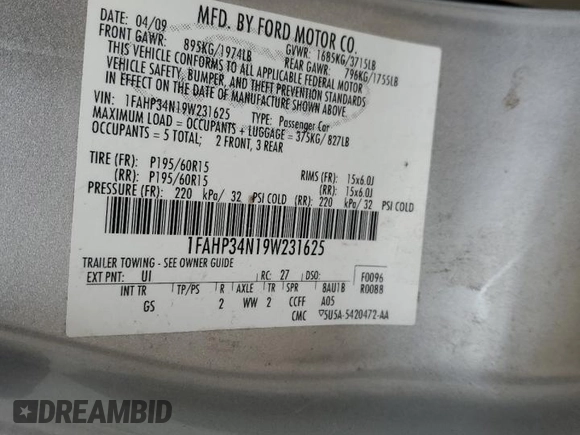 MFD. BY FORD MOTOR CO.
DATE: 04/09
FRONT GAWR: 895KG/1974LB
GVWR: 1685KG/3715LB
REAR GAWR: 796KG/1755LB
THIS VEHICLE CONFORMS TO ALL APPLICABLE FEDERAL MOTOR
VEHICLE SAFETY, BUMPER, AND THEFT PREVENTION STANDARDS
IN EFFECT ON THE DATE OF MANUFACTURE SHOWN ABOVE.
VIN: 1FAHP34N19W231625 TYPE: Passenger Car
MAXIMUM LOAD = OCCUPANTS + LUGGAGE = 375KG/ 827LB
OCCUPANTS = 5 TOTAL; 2 FRONT, 3 REAR
TIRE (FR): P195/60R15 RIMS (FR): 15x6.0J
(RR): P195/60R15 (RR): 15x6.0J
PRESSURE (FR): 220 kPa/ 32 PSI COLD (RR): 220 kPa/ 32 PSI COLD
1FAHP34N19W231625
TRAILER TOWING - SEE OWNER GUIDE
EXT PNT: UI RC: 27 DSO: F0096
R0088
INT TR TP/PS R AXLE TR SPR 8AU1B
GS 2 WW 2 CCFF A05
CMC ▽5U5A-5420472-AA
DREAMBID